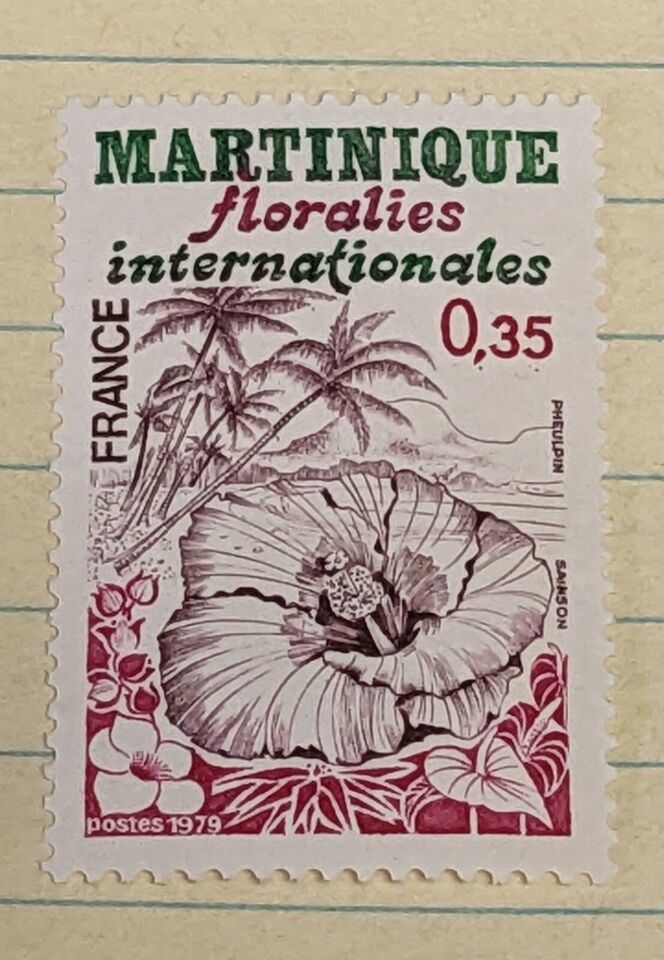 MARTINIQUE
floralies
internationales
FRANCE
0,35
PHEULPIN
SAINSON
postes 1979